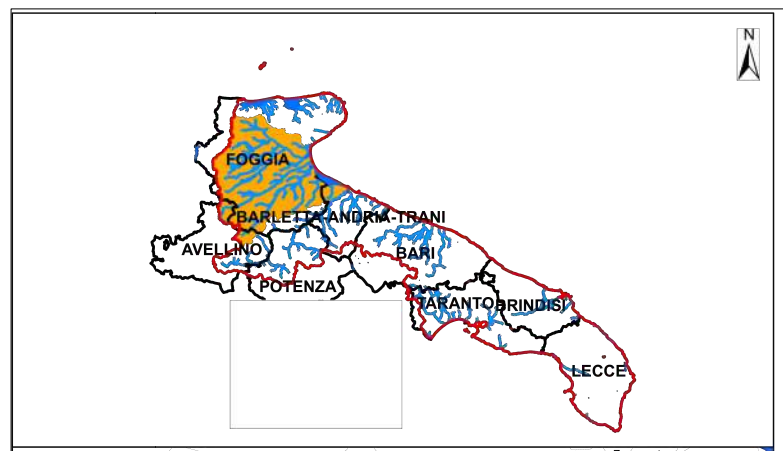 N
FOGGIA
BARLETTA-ANDRIA-TRANI
AVELLINO
BARI
POTENZA
TARANTO
BRINDISI
LECCE